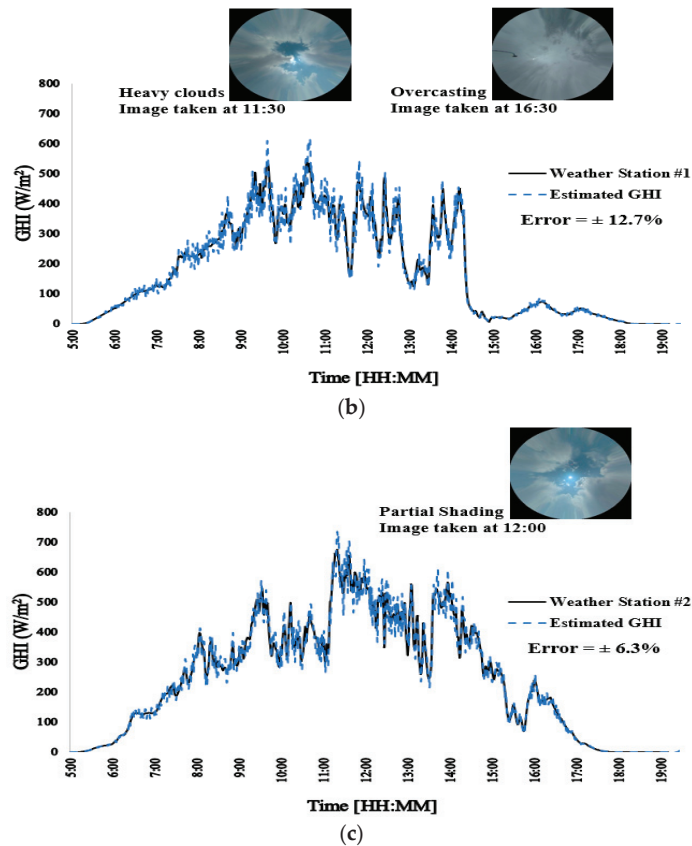 Heavy clouds
Image taken at 11:30
Overcasting
Image taken at 16:30
800
700
600
500
400
300
200
100
0
GHI (W/m²)
Weather Station #1
Estimated GHI
Error = ± 12.7%
5:00
6:00
7:00
8:00
9:00
10:00
11:00
12:00
13:00
14:00
15:00
16:00
17:00
18:00
19:00
Time [HH:MM]
(b)
Partial Shading
Image taken at 12:00
800
700
600
500
400
300
200
100
0
GHI (W/m²)
Weather Station #2
Estimated GHI
Error = ± 6.3%
5:00
6:00
7:00
8:00
9:00
10:00
11:00
12:00
13:00
14:00
15:00
16:00
17:00
18:00
19:00
Time [HH:MM]
(c)